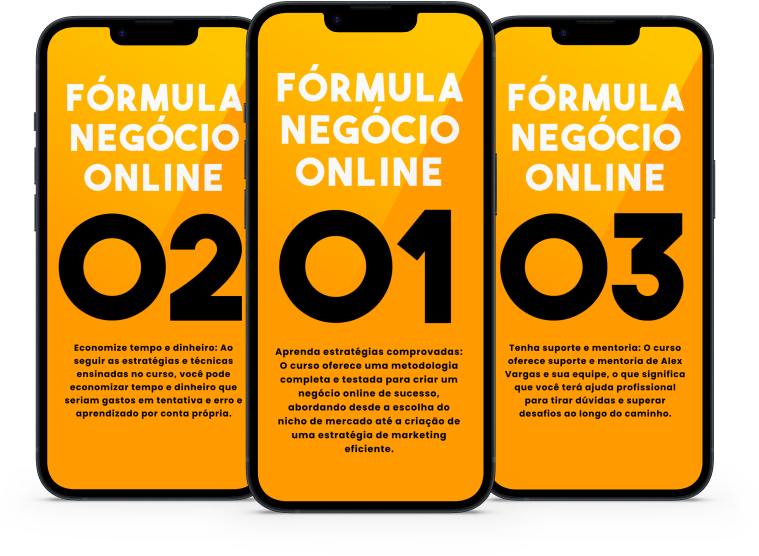 FÓRMULA
NEGÓCIO
ONLINE
02
Economize tempo e dinheiro: Ao
seguir as estratégias e técnicas
ensinadas no curso, você pode
economizar tempo e dinheiro que
seriam gastos em tentativa e erro e
aprendizado por conta própria.
FÓRMULA
NEGÓCIO
ONLINE
01
Aprenda estratégias comprovadas:
O curso oferece uma metodologia
completa e testada para criar um
negócio online de sucesso,
abordando desde a escolha do
nicho de mercado até a criação de
uma estratégia de marketing
eficiente.
FÓRMULA
NEGÓCIO
ONLINE
03
Tenha suporte e mentoria: O curso
oferece suporte e mentoria de Alex
Vargas e sua equipe, o que significa
que você terá ajuda profissional
para tirar dúvidas e superar
desafios ao longo do caminho.